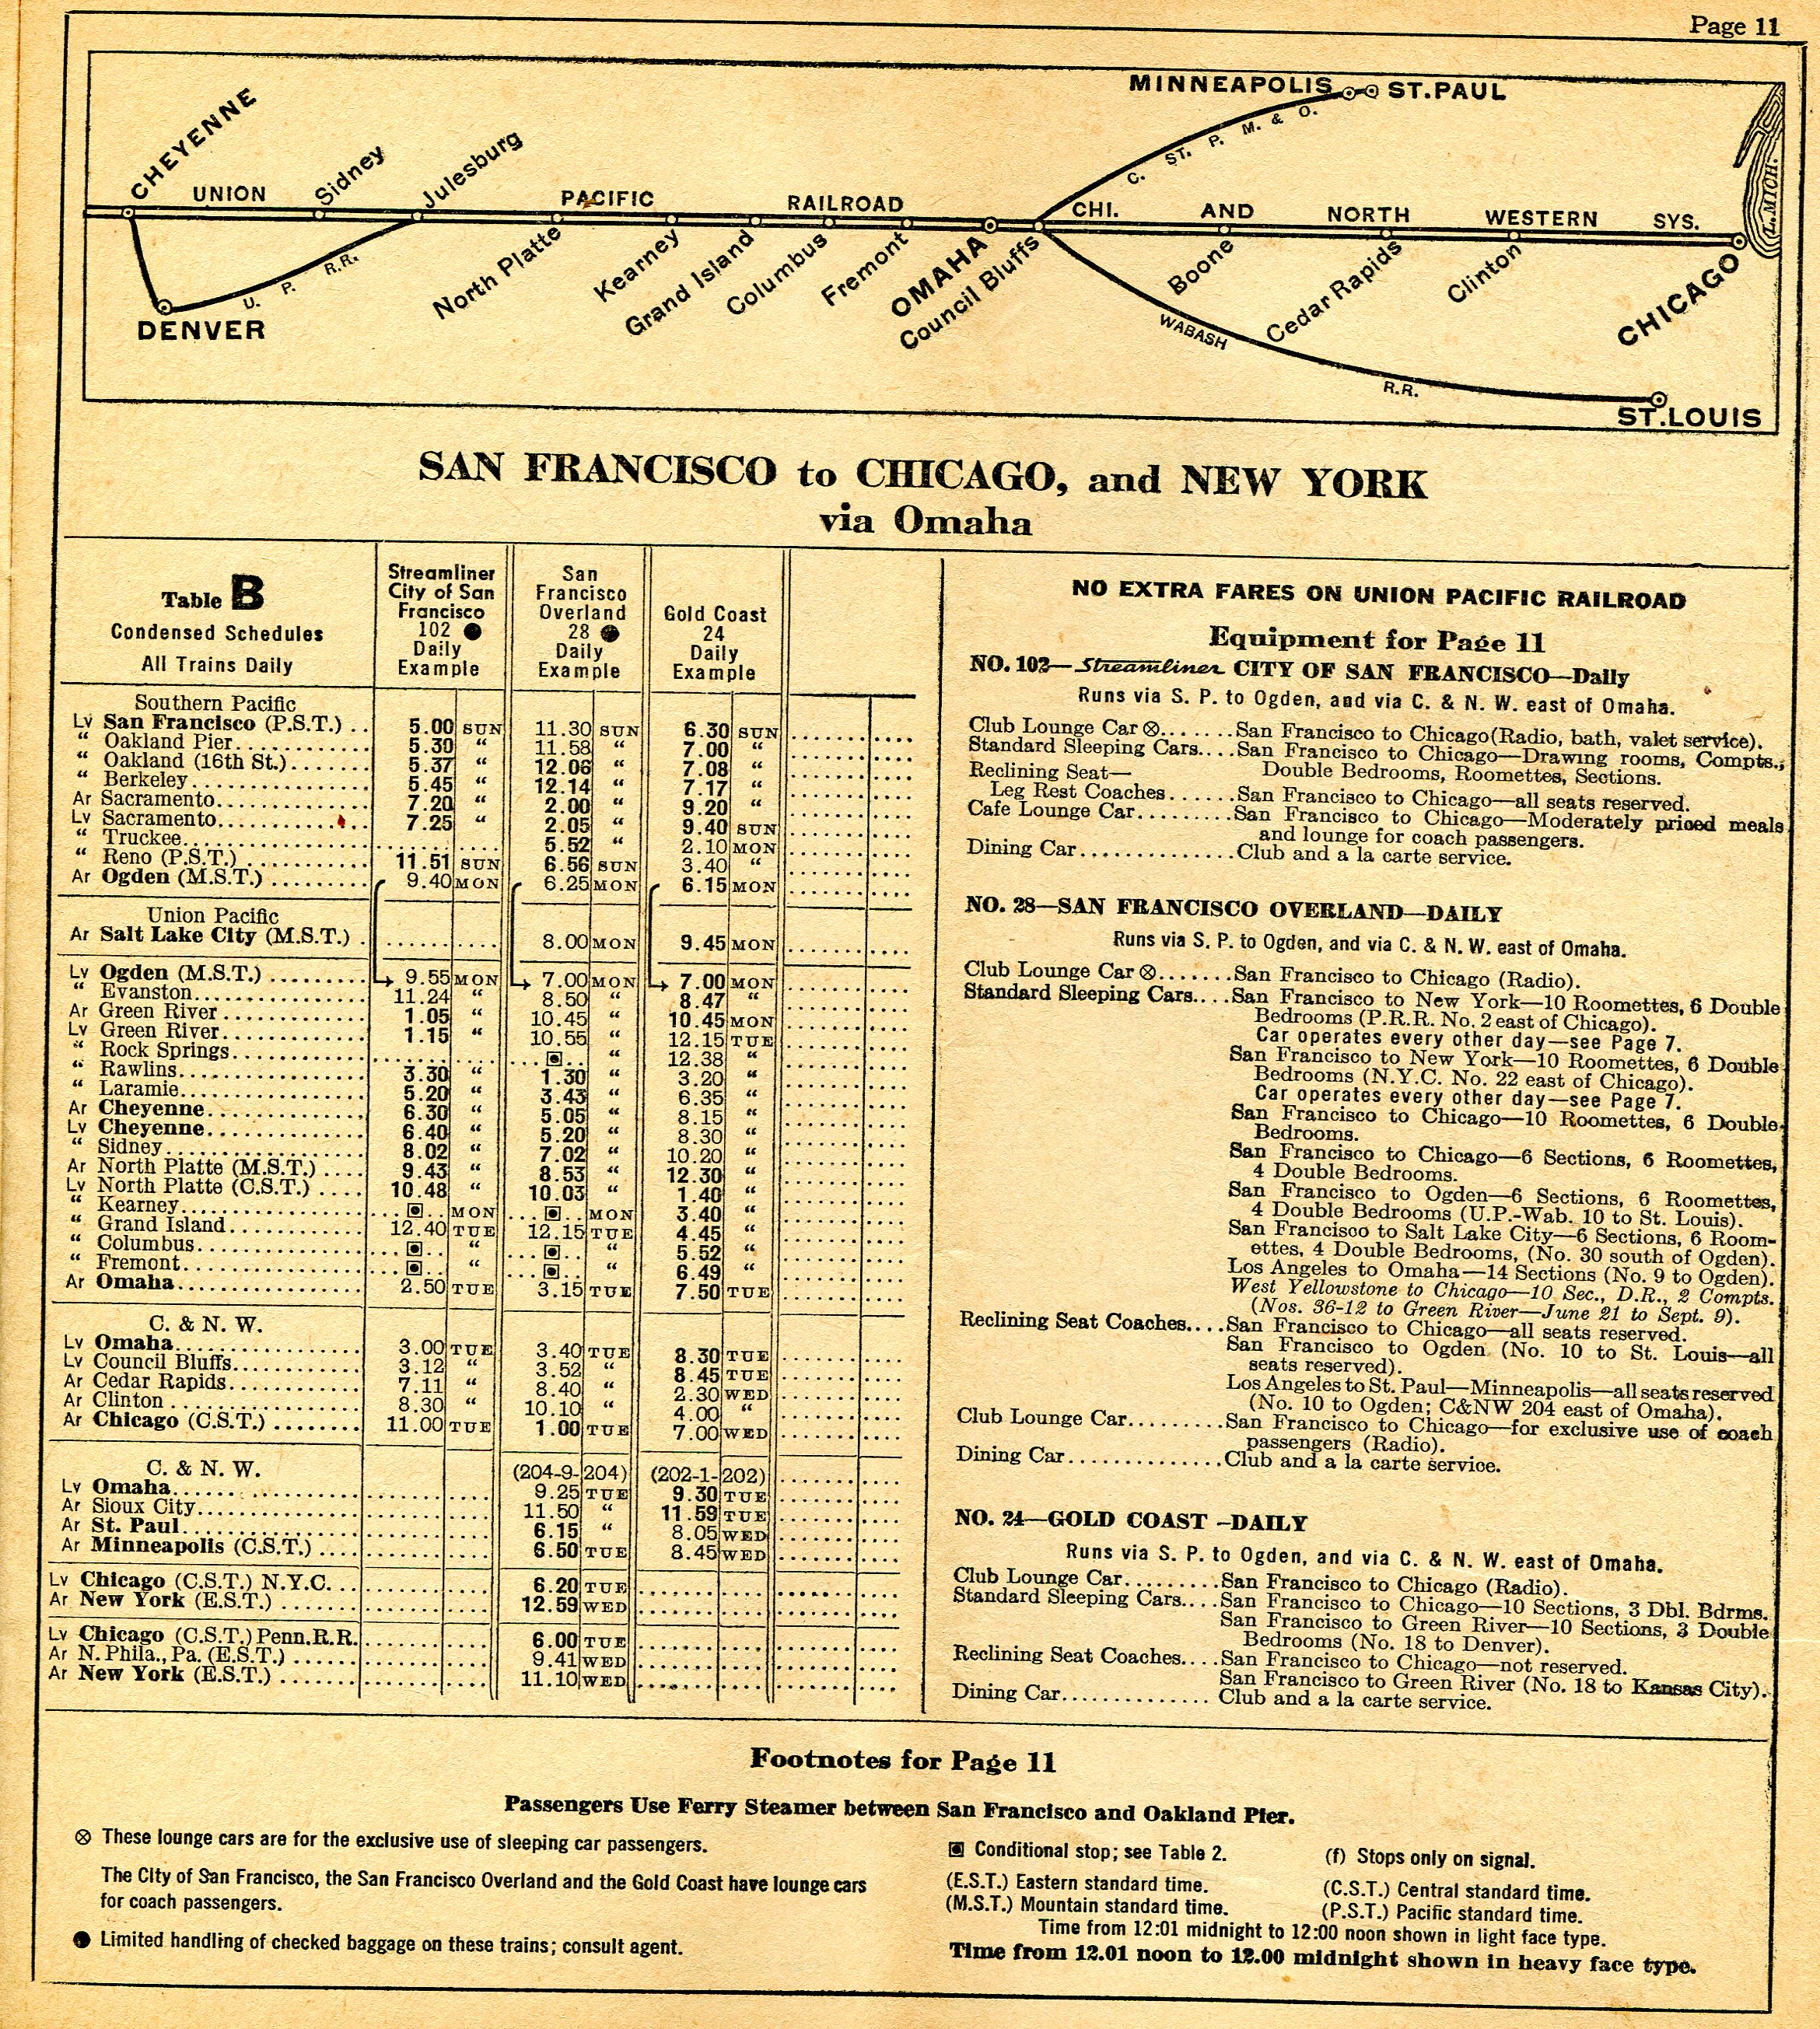 Page 11
MINNEAPOLIS ST.PAUL
C. ST. P. M. & O.
CHEYENNE
Sidney
Julesburg
UNION PACIFIC RAILROAD
CHI. AND NORTH WESTERN SYS.
L. MICH.
U. P. R.R.
DENVER
North Platte
Kearney
Grand Island
Columbus
Fremont
OMAHA
Council Bluffs
Boone
Cedar Rapids
Clinton
CHICAGO
WABASH R.R.
ST.LOUIS
SAN FRANCISCO to CHICAGO, and NEW YORK
via Omaha
Table B
Condensed Schedules
All Trains Daily
Streamliner
City of San
Francisco
102 ●
Daily
Example
San
Francisco
Overland
28 ●
Daily
Example
Gold Coast
24
Daily
Example
Southern Pacific
Lv San Francisco (P.S.T.) .. 5.00 SUN 11.30 SUN 6.30 SUN
“ Oakland Pier 5.30 “ 11.58 “ 7.00 “
“ Oakland (16th St.) 5.37 “ 12.06 “ 7.08 “
“ Berkeley 5.45 “ 12.14 “ 7.17 “
Ar Sacramento 7.20 “ 2.00 “ 9.20 “
Lv Sacramento 7.25 “ 2.05 “ 9.40 SUN
“ Truckee 5.52 “ 2.10 MON
“ Reno (P.S.T.) 11.51 SUN 6.56 SUN 3.40 “
Ar Ogden (M.S.T.) 9.40 MON 6.25 MON 6.15 MON
Union Pacific
Ar Salt Lake City (M.S.T.) 8.00 MON 9.45 MON
Lv Ogden (M.S.T.) 9.55 MON 7.00 MON 7.00 MON
“ Evanston 11.24 “ 8.50 “ 8.47 “
Ar Green River 1.05 “ 10.45 “ 10.45 MON
Lv Green River 1.15 “ 10.55 “ 12.15 TUE
“ Rock Springs ▣ “ 12.38 “
“ Rawlins 3.30 “ 1.30 “ 3.20 “
“ Laramie 5.20 “ 3.43 “ 6.35 “
Ar Cheyenne 6.30 “ 5.05 “ 8.15 “
Lv Cheyenne 6.40 “ 5.20 “ 8.30 “
“ Sidney 8.02 “ 7.02 “ 10.20 “
Ar North Platte (M.S.T.) 9.43 “ 8.53 “ 12.30 “
Lv North Platte (C.S.T.) 10.48 “ 10.03 “ 1.40 “
“ Kearney ▣ MON ▣ MON 3.40 “
“ Grand Island 12.40 TUE 12.15 TUE 4.45 “
“ Columbus ▣ “ ▣ “ 5.52 “
“ Fremont ▣ “ ▣ “ 6.49 “
Ar Omaha 2.50 TUE 3.15 TUE 7.50 TUE
C. & N. W.
Lv Omaha 3.00 TUE 3.40 TUE 8.30 TUE
Lv Council Bluffs 3.12 “ 3.52 “ 8.45 TUE
Ar Cedar Rapids 7.11 “ 8.40 “ 2.30 WED
Ar Clinton 8.30 “ 10.10 “ 4.00 “
Ar Chicago (C.S.T.) 11.00 TUE 1.00 TUE 7.00 WED
C. & N. W. (204-9-204) (202-1-202)
Lv Omaha 9.25 TUE 9.30 TUE
Ar Sioux City 11.50 “ 11.59 TUE
Ar St. Paul 6.15 “ 8.05 WED
Ar Minneapolis (C.S.T.) 6.50 TUE 8.45 WED
Lv Chicago (C.S.T.) N.Y.C. 6.20 TUE
Ar New York (E.S.T.) 12.59 WED
Lv Chicago (C.S.T.) Penn.R.R. 6.00 TUE
Ar N. Phila., Pa. (E.S.T.) 9.41 WED
Ar New York (E.S.T.) 11.10 WED
NO EXTRA FARES ON UNION PACIFIC RAILROAD
Equipment for Page 11
NO. 102—Streamliner CITY OF SAN FRANCISCO—Daily
Runs via S. P. to Ogden, and via C. & N. W. east of Omaha.
Club Lounge Car ⊗.......San Francisco to Chicago(Radio, bath, valet service).
Standard Sleeping Cars....San Francisco to Chicago—Drawing rooms, Compts.,
Double Bedrooms, Roomettes, Sections.
Reclining Seat—
Leg Rest Coaches.......San Francisco to Chicago—all seats reserved.
Cafe Lounge Car..........San Francisco to Chicago—Moderately priced meals
and lounge for coach passengers.
Dining Car..............Club and a la carte service.
NO. 28—SAN FRANCISCO OVERLAND—DAILY
Runs via S. P. to Ogden, and via C. & N. W. east of Omaha.
Club Lounge Car ⊗.......San Francisco to Chicago (Radio).
Standard Sleeping Cars....San Francisco to New York—10 Roomettes, 6 Double
Bedrooms (P.R.R. No. 2 east of Chicago).
Car operates every other day—see Page 7.
San Francisco to New York—10 Roomettes, 6 Double
Bedrooms (N.Y.C. No. 22 east of Chicago).
Car operates every other day—see Page 7.
San Francisco to Chicago—10 Roomettes, 6 Double
Bedrooms.
San Francisco to Chicago—6 Sections, 6 Roomettes,
4 Double Bedrooms.
San Francisco to Ogden—6 Sections, 6 Roomettes,
4 Double Bedrooms (U.P.-Wab. 10 to St. Louis).
San Francisco to Salt Lake City—6 Sections, 6 Room-
ettes, 4 Double Bedrooms, (No. 30 south of Ogden).
Los Angeles to Omaha—14 Sections (No. 9 to Ogden).
West Yellowstone to Chicago—10 Sec., D.R., 2 Compts.
(Nos. 36-12 to Green River—June 21 to Sept. 9).
Reclining Seat Coaches....San Francisco to Chicago—all seats reserved.
San Francisco to Ogden (No. 10 to St. Louis—all
seats reserved).
Los Angeles to St. Paul—Minneapolis—all seats reserved
(No. 10 to Ogden; C&NW 204 east of Omaha).
Club Lounge Car..........San Francisco to Chicago—for exclusive use of coach
passengers (Radio).
Dining Car..............Club and a la carte service.
NO. 24—GOLD COAST -DAILY
Runs via S. P. to Ogden, and via C. & N. W. east of Omaha.
Club Lounge Car..........San Francisco to Chicago (Radio).
Standard Sleeping Cars....San Francisco to Chicago—10 Sections, 3 Dbl. Bdrms.
San Francisco to Green River—10 Sections, 3 Double
Bedrooms (No. 18 to Denver).
Reclining Seat Coaches....San Francisco to Chicago—not reserved.
San Francisco to Green River (No. 18 to Kansas City).
Dining Car.............. Club and a la carte service.
Footnotes for Page 11
Passengers Use Ferry Steamer between San Francisco and Oakland Pier.
⊗ These lounge cars are for the exclusive use of sleeping car passengers.
The City of San Francisco, the San Francisco Overland and the Gold Coast have lounge cars
for coach passengers.
● Limited handling of checked baggage on these trains; consult agent.
▣ Conditional stop; see Table 2. (f) Stops only on signal.
(E.S.T.) Eastern standard time. (C.S.T.) Central standard time.
(M.S.T.) Mountain standard time. (P.S.T.) Pacific standard time.
Time from 12:01 midnight to 12:00 noon shown in light face type.
Time from 12.01 noon to 12.00 midnight shown in heavy face type.